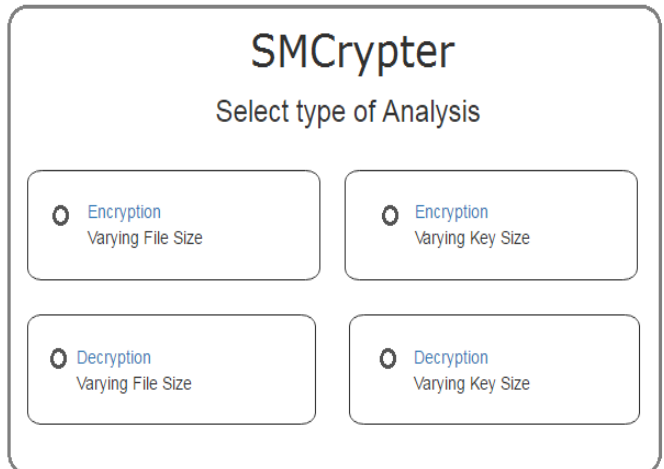 SMCrypter
Select type of Analysis
Encryption
Varying File Size
Encryption
Varying Key Size
Decryption
Varying File Size
Decryption
Varying Key Size